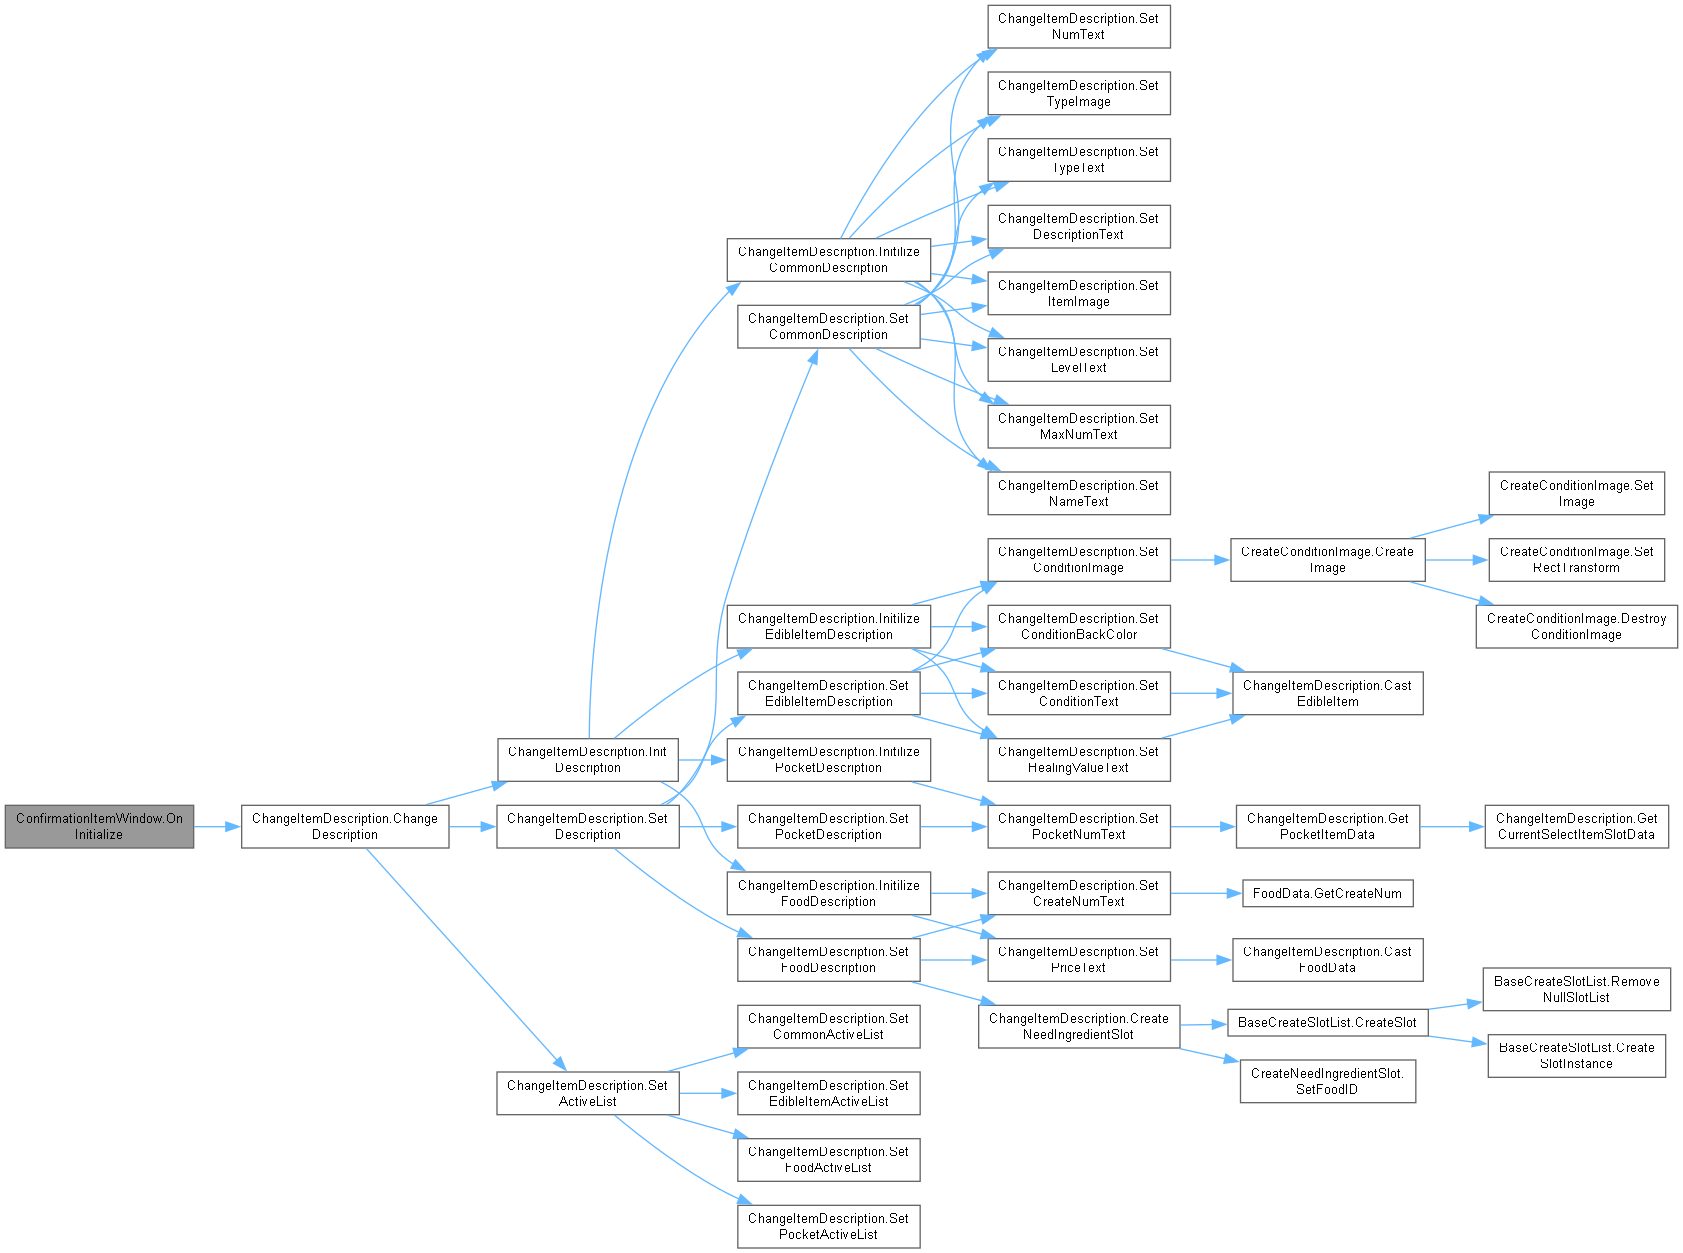 ChangeItemDescription.Set
NumText
ChangeItemDescription.Set
TypeImage
ChangeItemDescription.Set
TypeText
ChangeItemDescription.Set
DescriptionText
ChangeItemDescription.Initilize
CommonDescription
ChangeItemDescription.Set
ItemImage
ChangeItemDescription.Set
CommonDescription
ChangeItemDescription.Set
LevelText
ChangeItemDescription.Set
MaxNumText
ChangeItemDescription.Set
NameText
CreateConditionImage.Set
Image
ChangeItemDescription.Set
ConditionImage
CreateConditionImage.Create
Image
CreateConditionImage.Set
RectTransform
ChangeItemDescription.Initilize
EdibleItemDescription
ChangeItemDescription.Set
ConditionBackColor
CreateConditionImage.Destroy
ConditionImage
ChangeItemDescription.Set
EdibleItemDescription
ChangeItemDescription.Set
ConditionText
ChangeItemDescription.Cast
EdibleItem
ChangeItemDescription.Init
Description
ChangeItemDescription.Initilize
PocketDescription
ChangeItemDescription.Set
HealingValueText
ConfirmationItemWindow.On
Initialize
ChangeItemDescription.Change
Description
ChangeItemDescription.Set
Description
ChangeItemDescription.Set
PocketDescription
ChangeItemDescription.Set
PocketNumText
ChangeItemDescription.Get
PocketItemData
ChangeItemDescription.Get
CurrentSelectItemSlotData
ChangeItemDescription.Initilize
FoodDescription
ChangeItemDescription.Set
CreateNumText
FoodData.GetCreateNum
ChangeItemDescription.Set
FoodDescription
ChangeItemDescription.Set
PriceText
ChangeItemDescription.Cast
FoodData
BaseCreateSlotList.Remove
NullSlotList
ChangeItemDescription.Set
CommonActiveList
ChangeItemDescription.Create
NeedIngredientSlot
BaseCreateSlotList.CreateSlot
BaseCreateSlotList.Create
SlotInstance
CreateNeedIngredientSlot.
SetFoodID
ChangeItemDescription.Set
ActiveList
ChangeItemDescription.Set
EdibleItemActiveList
ChangeItemDescription.Set
FoodActiveList
ChangeItemDescription.Set
PocketActiveList